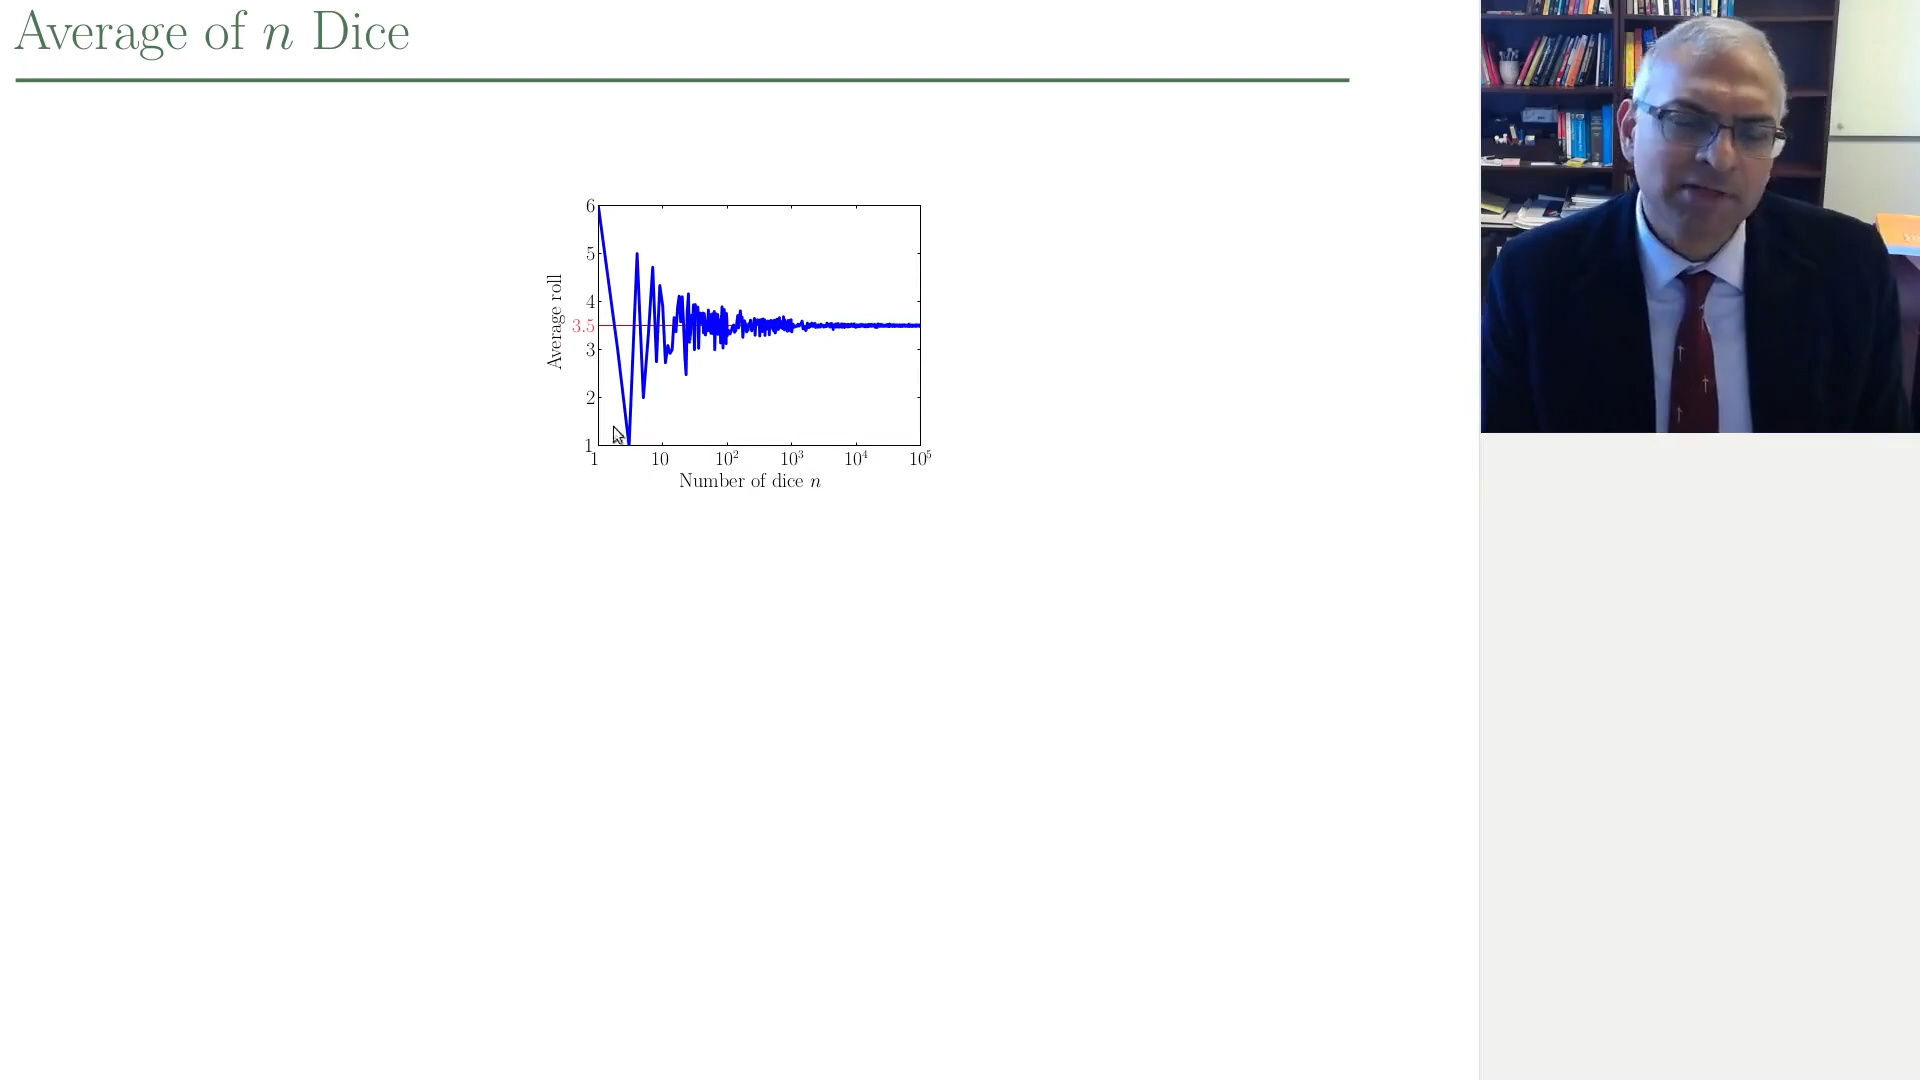 Average of n Dice
6
5
4
3.5
3
2
1
Average roll
1 10 10² 10³ 10⁴ 10⁵
Number of dice n